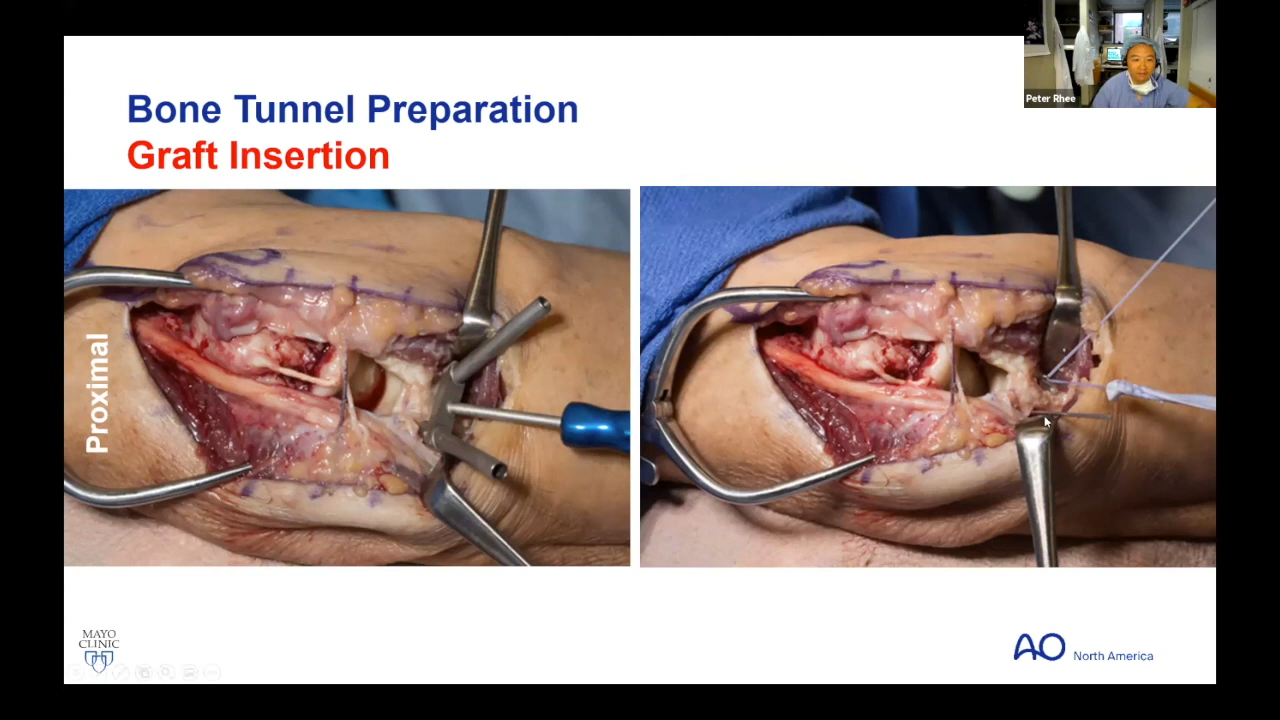 Peter Rhee
Bone Tunnel Preparation
Graft Insertion
Proximal
MAYO
CLINIC
AO
North America